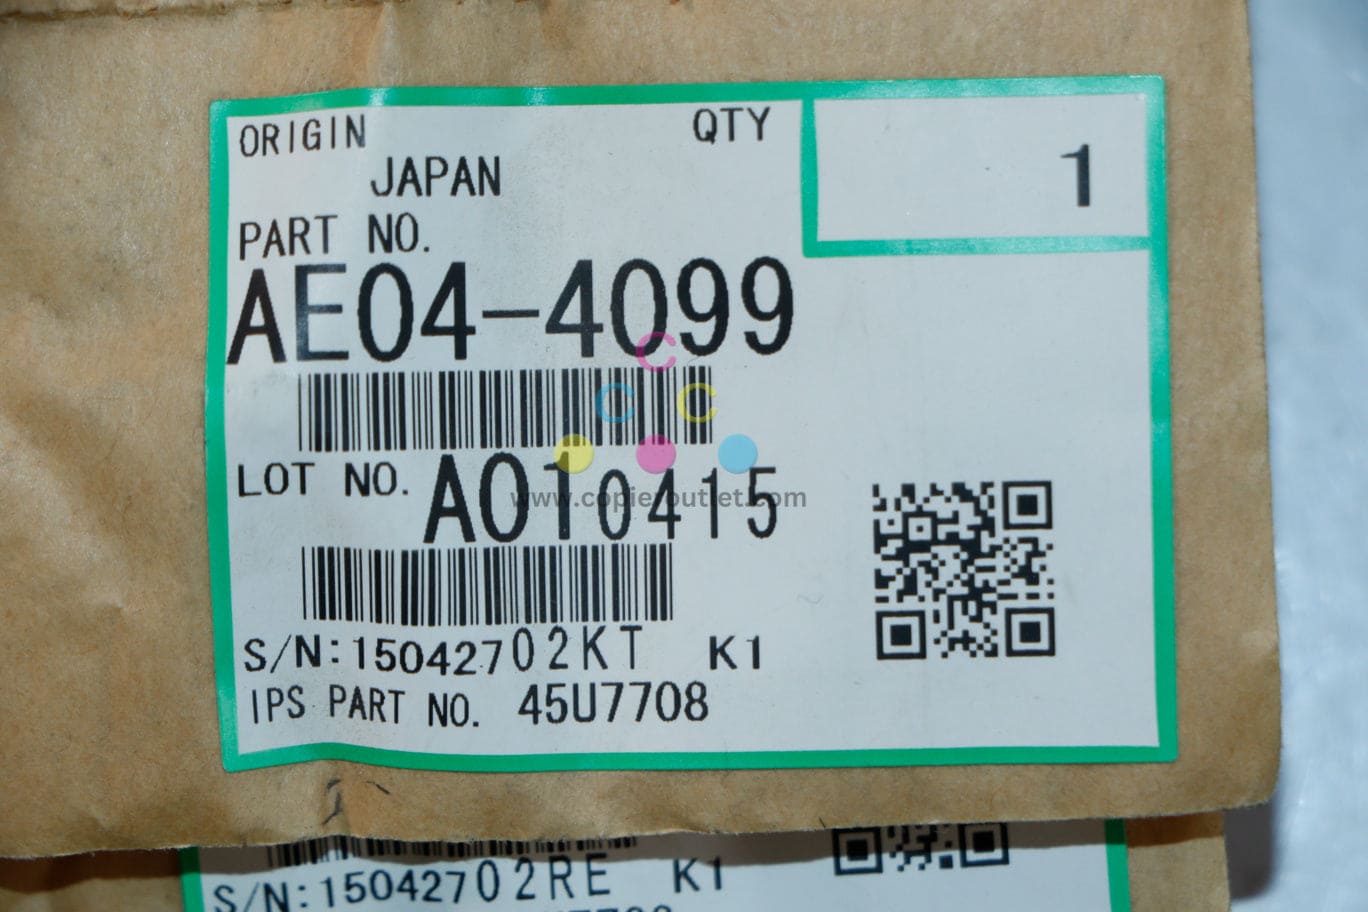 ORIGIN QTY 1
JAPAN
PART NO.
AE04-4099
C
C C
LOT NO. A010415
www.copieroutlet.com
S/N:15042702KT K1
IPS PART NO. 45U7708
S/N:15042702RE K1